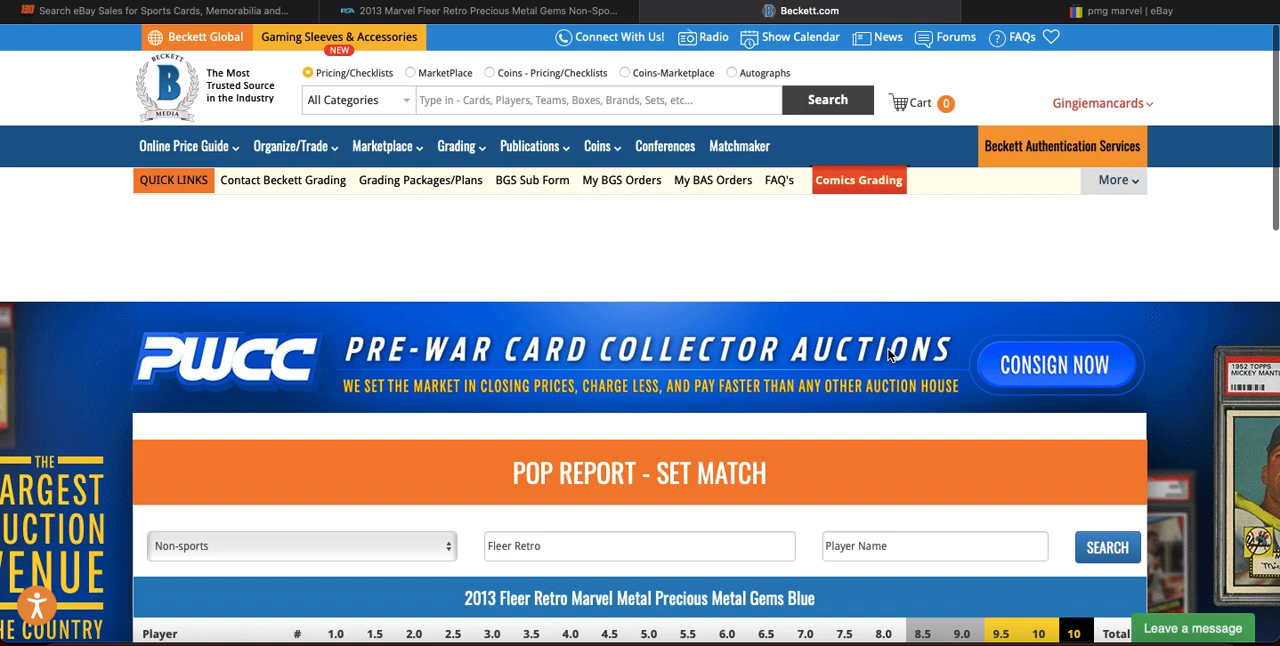 Search eBay Sales for Sports Cards, Memorabilia and...
PSA 2013 Marvel Fleer Retro Precious Metal Gems Non-Spo...
Beckett.com
pmg marvel | eBay
Beckett Global
Gaming Sleeves & Accessories
NEW
Connect With Us!
Radio
Show Calendar
News
Forums
FAQs
BECKETT
B
MEDIA
The Most
Trusted Source
in the Industry
Pricing/Checklists
MarketPlace
Coins - Pricing/Checklists
Coins-Marketplace
Autographs
All Categories
Type in - Cards, Players, Teams, Boxes, Brands, Sets, etc...
Search
Cart 0
Gingiemancards
Online Price Guide
Organize/Trade
Marketplace
Grading
Publications
Coins
Conferences
Matchmaker
Beckett Authentication Services
QUICK LINKS
Contact Beckett Grading
Grading Packages/Plans
BGS Sub Form
My BGS Orders
My BAS Orders
FAQ's
Comics Grading
More
PWCC
PRE-WAR CARD COLLECTOR AUCTIONS
WE SET THE MARKET IN CLOSING PRICES, CHARGE LESS, AND PAY FASTER THAN ANY OTHER AUCTION HOUSE
CONSIGN NOW
1952 TOPPS
MICKEY MANTL
THE
ARGEST
UCTION
VENUE
HE COUNTRY
POP REPORT - SET MATCH
Non-sports
Fleer Retro
Player Name
SEARCH
2013 Fleer Retro Marvel Metal Precious Metal Gems Blue
Player # 1.0 1.5 2.0 2.5 3.0 3.5 4.0 4.5 5.0 5.5 6.0 6.5 7.0 7.5 8.0 8.5 9.0 9.5 10 10 Total
Leave a message